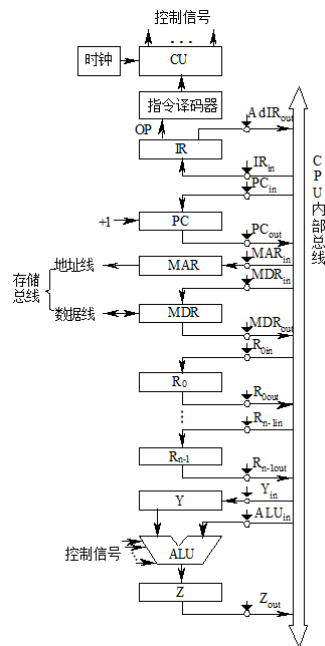 控制信号
...
时钟
CU
指令译码器
OP
AdIRout
IR
IRin
PCin
+1
PC
PCout
CPU内部总线
地址线
MAR
MARin
存储总线
MDRin
数据线
MDR
MDRout
R0in
R0
R0out
⋮
Rn-1in
Rn-1
Rn-1out
Y
Yin
ALUin
控制信号
ALU
Z
Zout